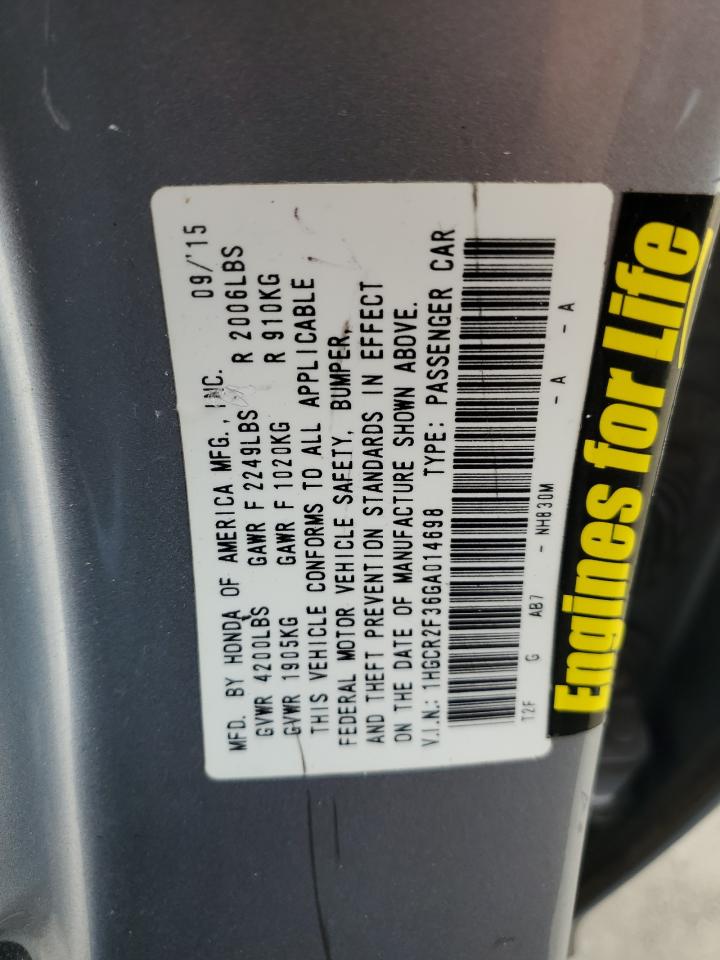 09/'15
MFD. BY HONDA OF AMERICA MFG., INC.
GVWR 4200LBS GAWR F 2249LBS R 2006LBS
GVWR 1905KG GAWR F 1020KG R 910KG
THIS VEHICLE CONFORMS TO ALL APPLICABLE
FEDERAL MOTOR VEHICLE SAFETY, BUMPER,
AND THEFT PREVENTION STANDARDS IN EFFECT
ON THE DATE OF MANUFACTURE SHOWN ABOVE.
V.I.N.: 1HGCR2F36GA014698 TYPE: PASSENGER CAR
T2F G AB7 - NH830M - A - A
Engines for Life